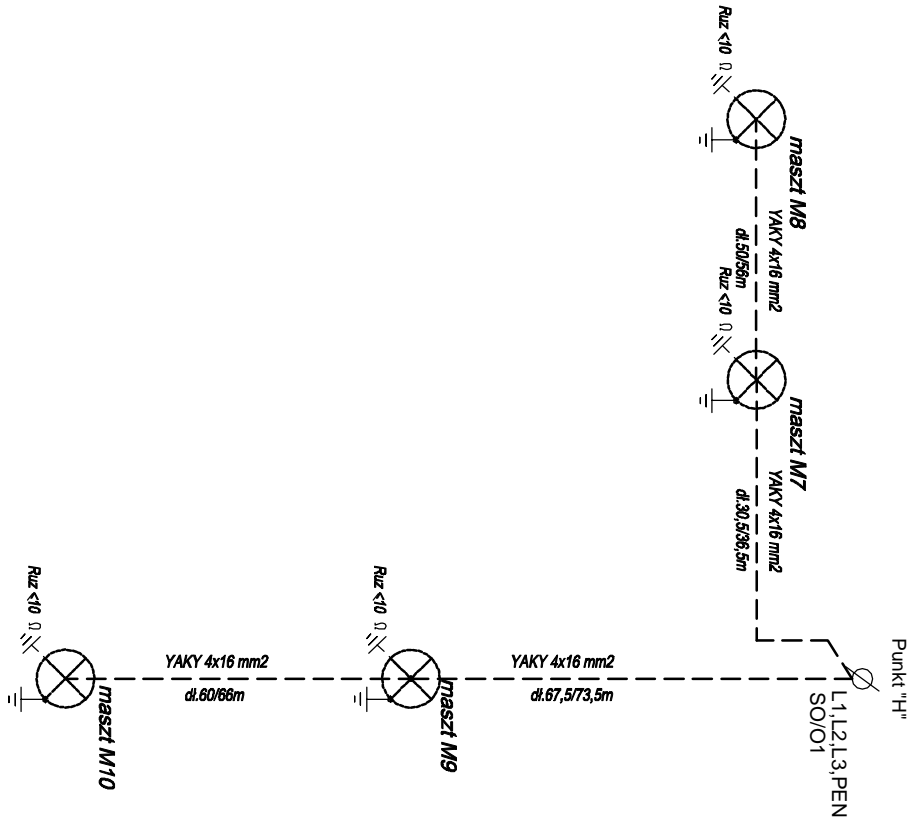 Ruz <10 Ω
maszt M8
YAKY 4x16 mm2
dł.50/56m
Ruz <10 Ω
maszt M7
YAKY 4x16 mm2
dł.30,5/36,5m
Punkt "H"
L1,L2,L3,PEN
SO/O1
Ruz <10 Ω
maszt M10
YAKY 4x16 mm2
dł.60/66m
Ruz <10 Ω
maszt M9
YAKY 4x16 mm2
dł.67,5/73,5m